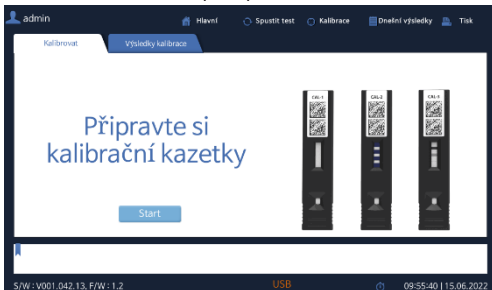 admin
Hlavní
Spustit test
Kalibrace
Dnešní výsledky
Tisk
Kalibrovat
Výsledky kalibrace
Připravte si
kalibrační kazetky
CAL-1
CAL-2
CAL-3
Start
S/W : V001.042.13, F/W : 1.2
USB
09:55:40 | 15.06.2022